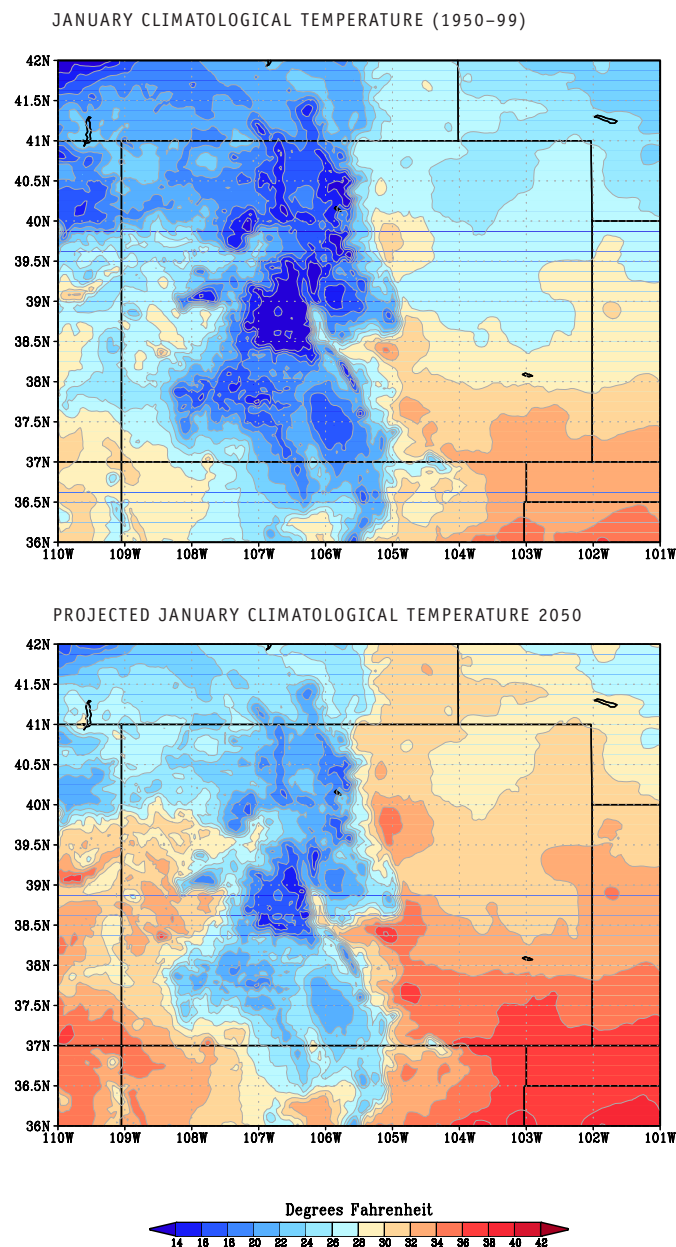 JANUARY CLIMATOLOGICAL TEMPERATURE (1950–99)
42N
41.5N
41N
40.5N
40N
39.5N
39N
38.5N
38N
37.5N
37N
36.5N
36N
110W 109W 108W 107W 106W 105W 104W 103W 102W 101W
PROJECTED JANUARY CLIMATOLOGICAL TEMPERATURE 2050
42N
41.5N
41N
40.5N
40N
39.5N
39N
38.5N
38N
37.5N
37N
36.5N
36N
110W 109W 108W 107W 106W 105W 104W 103W 102W 101W
Degrees Fahrenheit
14 16 18 20 22 24 26 28 30 32 34 36 38 40 42